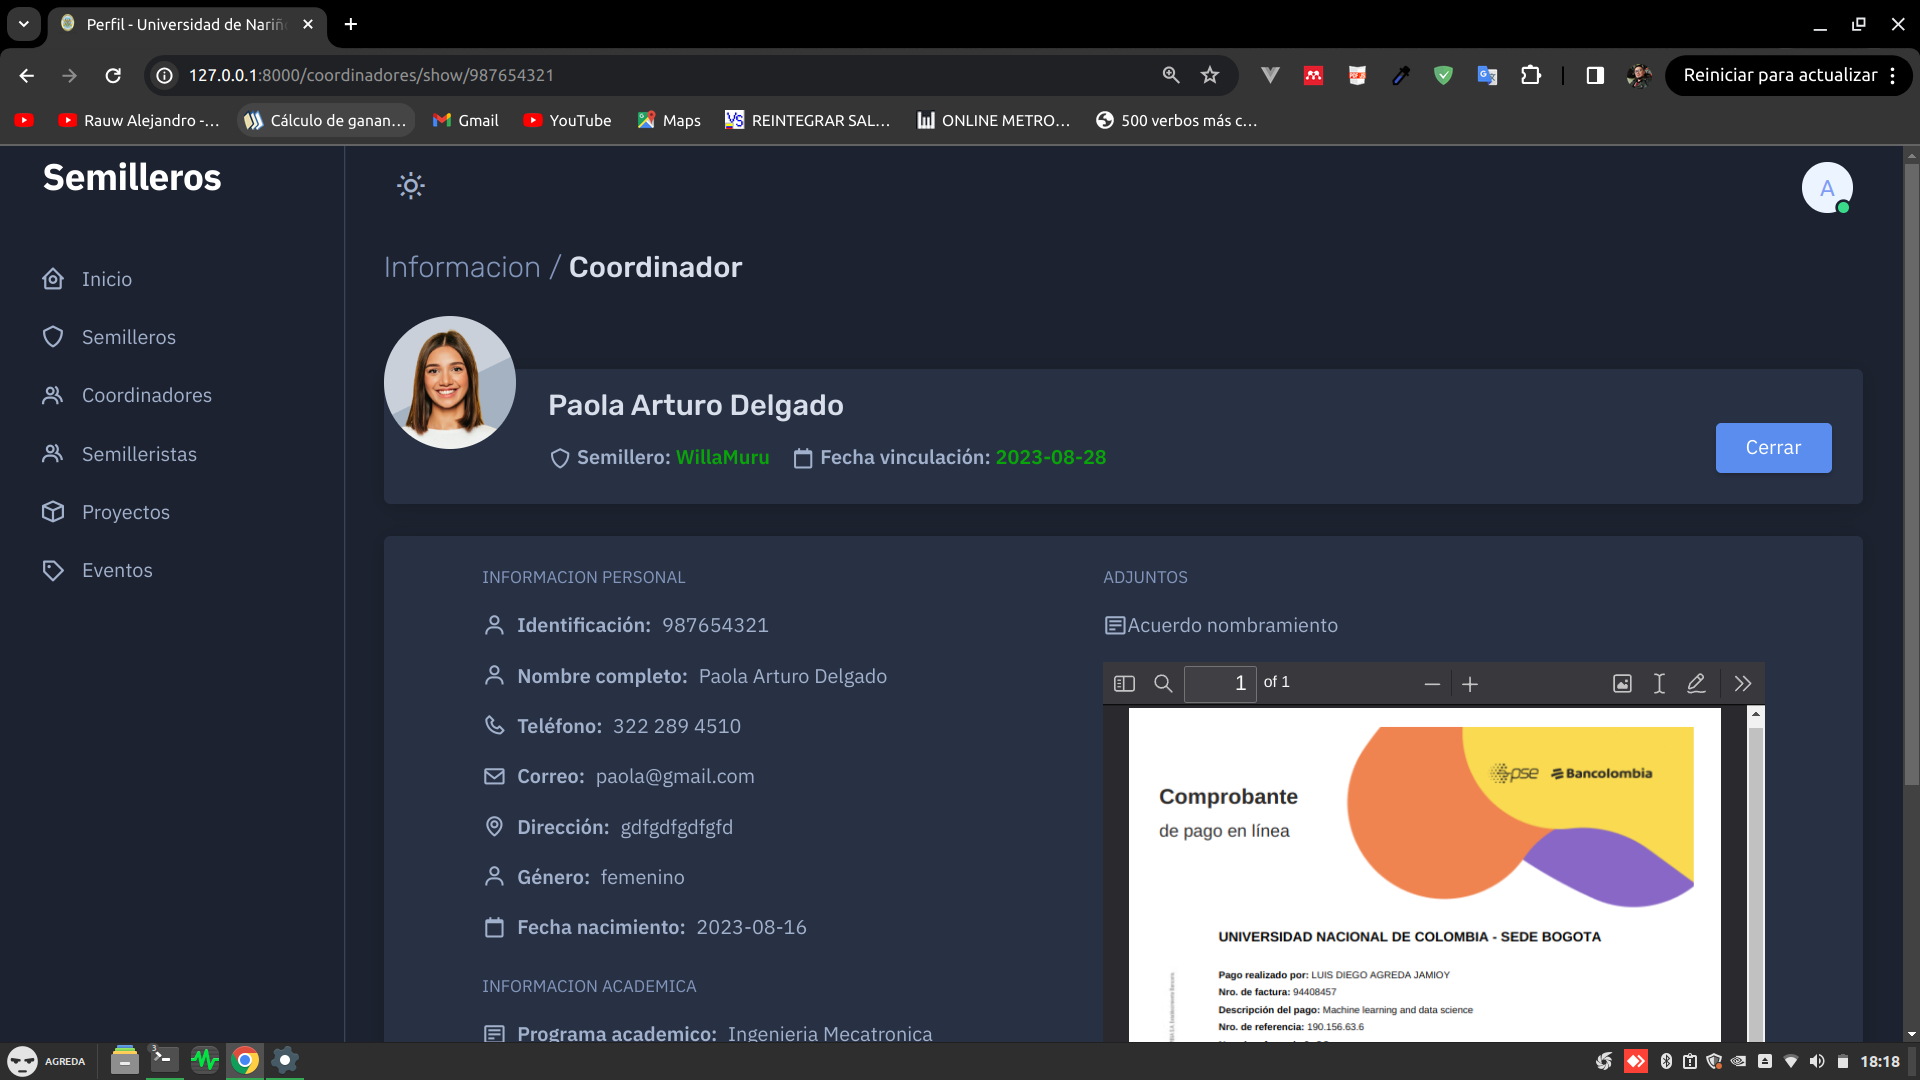 Perfil - Universidad de Nariñ
127.0.0.1:8000/coordinadores/show/987654321
Reiniciar para actualizar
Rauw Alejandro -...
Cálculo de ganan...
Gmail
YouTube
Maps
REINTEGRAR SAL...
ONLINE METRO...
500 verbos más c...
Semilleros
A
Inicio
Semilleros
Coordinadores
Semilleristas
Proyectos
Eventos
Informacion / Coordinador
Paola Arturo Delgado
Semillero: WillaMuru
Fecha vinculación: 2023-08-28
Cerrar
INFORMACION PERSONAL
Identificación: 987654321
Nombre completo: Paola Arturo Delgado
Teléfono: 322 289 4510
Correo: paola@gmail.com
Dirección: gdfgdfgdfgfd
Género: femenino
Fecha nacimiento: 2023-08-16
INFORMACION ACADEMICA
Programa academico: Ingenieria Mecatronica
ADJUNTOS
Acuerdo nombramiento
1 of 1
pse Bancolombia
Comprobante
de pago en línea
UNIVERSIDAD NACIONAL DE COLOMBIA - SEDE BOGOTA
Pago realizado por: LUIS DIEGO AGREDA JAMIOY
Nro. de factura: 94408457
Descripción del pago: Machine learning and data science
Nro. de referencia: 190.156.63.6
AGREDA
3
18:18